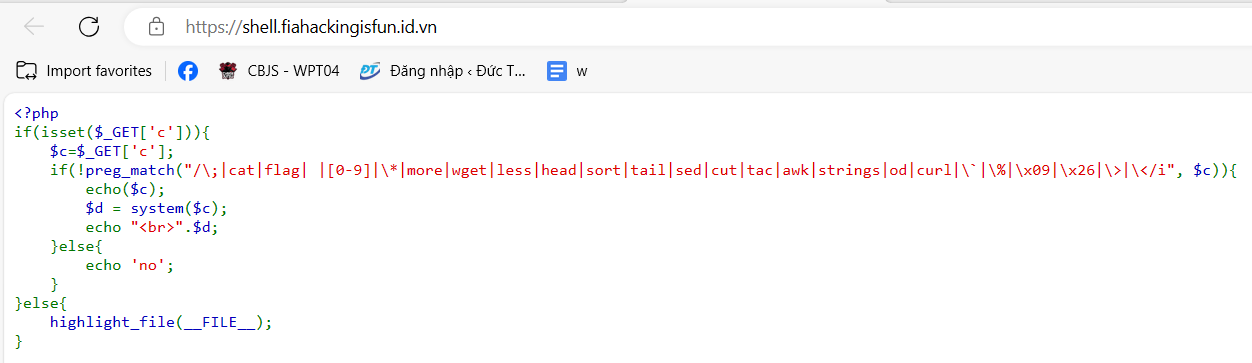 https://shell.fiahackingisfun.id.vn
Import favorites CBJS - WPT04 Đăng nhập ‹ Đức T... w
<?php
if(isset($_GET['c'])){
    $c=$_GET['c'];
    if(!preg_match("/\;|cat|flag| |[0-9]|\*|more|wget|less|head|sort|tail|sed|cut|tac|awk|strings|od|curl|\`|\%|\x09|\x26|\>|\</i", $c)){
        echo($c);
        $d = system($c);
        echo "<br>".$d;
    }else{
        echo 'no';
    }
}else{
    highlight_file(__FILE__);
}